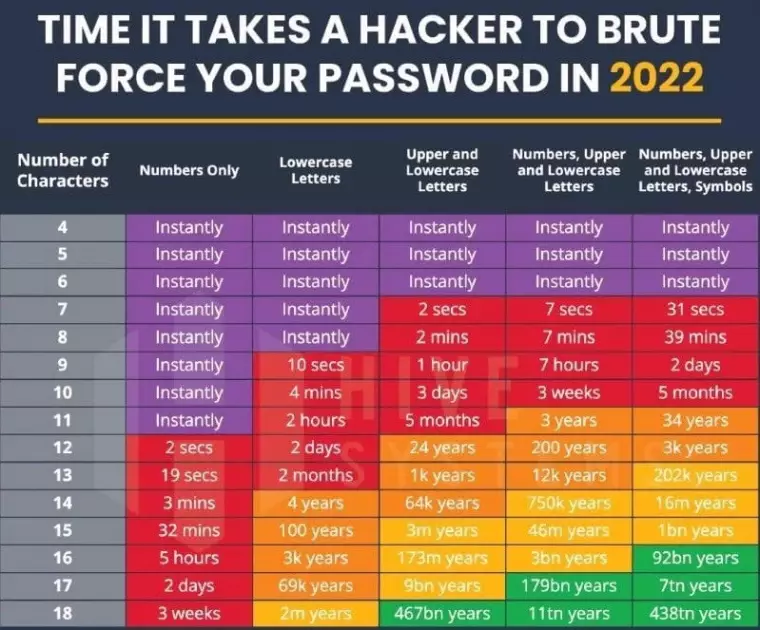 TIME IT TAKES A HACKER TO BRUTE
FORCE YOUR PASSWORD IN 2022
Number of Characters Numbers Only Lowercase Letters Upper and Lowercase Letters Numbers, Upper and Lowercase Letters Numbers, Upper and Lowercase Letters, Symbols
4 Instantly Instantly Instantly Instantly Instantly
5 Instantly Instantly Instantly Instantly Instantly
6 Instantly Instantly Instantly Instantly Instantly
7 Instantly Instantly 2 secs 7 secs 31 secs
8 Instantly Instantly 2 mins 7 mins 39 mins
9 Instantly 10 secs 1 hour 7 hours 2 days
10 Instantly 4 mins 3 days 3 weeks 5 months
11 Instantly 2 hours 5 months 3 years 34 years
12 2 secs 2 days 24 years 200 years 3k years
13 19 secs 2 months 1k years 12k years 202k years
14 3 mins 4 years 64k years 750k years 16m years
15 32 mins 100 years 3m years 46m years 1bn years
16 5 hours 3k years 173m years 3bn years 92bn years
17 2 days 69k years 9bn years 179bn years 7tn years
18 3 weeks 2m years 467bn years 11tn years 438tn years
HIVE
SYSTEMS